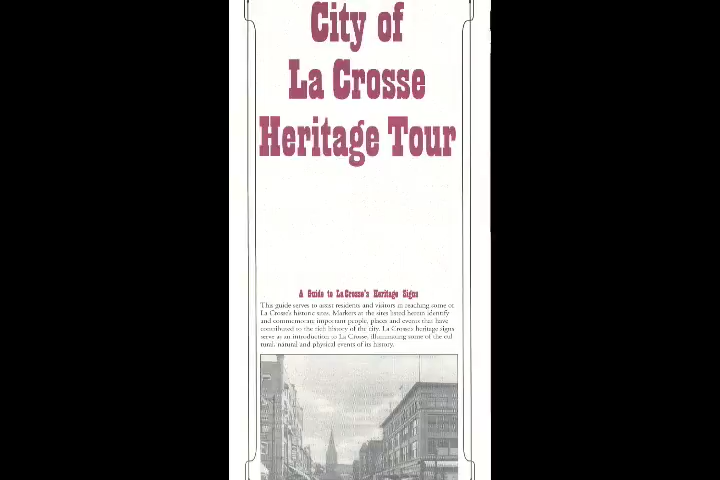 City of
La Crosse
Heritage Tour
A Guide to La Crosse's Heritage Signs
This guide serves to assist residents and visitors in reaching some of
La Crosse's historic sites. Markers at the sites listed herein identify
and commemorate important people, places and events that have
contributed to the rich history of the city. La Crosse's heritage signs
serve as an introduction to La Crosse, illuminating some of the cul
tural, natural and physical events of its history.